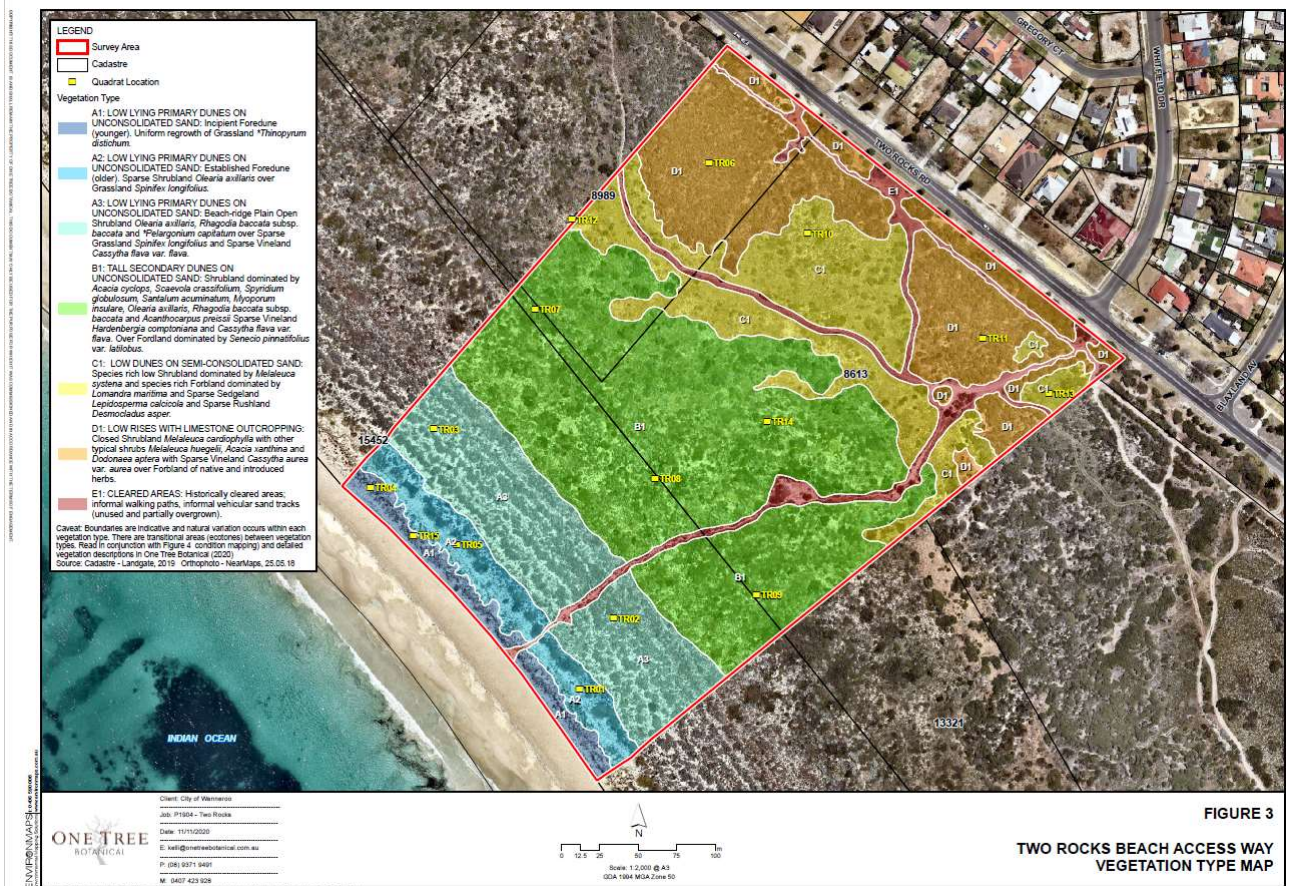 LEGEND
Survey Area
Cadastre
Quadrat Location
Vegetation Type
A1: LOW LYING PRIMARY DUNES ON
UNCONSOLIDATED SAND: Incipient Foredune
(younger). Uniform regrowth of Grassland *Thinopyrum
distichum.
A2: LOW LYING PRIMARY DUNES ON
UNCONSOLIDATED SAND: Established Foredune
(older). Sparse Shrubland Olearia axillaris over
Grassland Spinifex longifolius.
A3: LOW LYING PRIMARY DUNES ON
UNCONSOLIDATED SAND: Beach-ridge Plain Open
Shrubland Olearia axillaris, Rhagodia baccata subsp.
baccata and *Pelargonium capitatum over Sparse
Grassland Spinifex longifolius and Sparse Vineland
Cassytha flava var. flava.
B1: TALL SECONDARY DUNES ON
UNCONSOLIDATED SAND: Shrubland dominated by
Acacia cyclops, Scaevola crassifolium, Spyridium
globulosum, Santalum acuminatum, Myoporum
insulare, Olearia axillaris, Rhagodia baccata subsp.
baccata and Acanthocarpus preissii Sparse Vineland
Hardenbergia comptoniana and Cassytha flava var.
flava. Over Fordland dominated by Senecio pinnatifolius
var. latilobus.
C1: LOW DUNES ON SEMI-CONSOLIDATED SAND:
Species rich low Shrubland dominated by Melaleuca
systena and species rich Forbland dominated by
Lomandra maritima and Sparse Sedgeland
Lepidosperma calcicola and Sparse Rushland
Desmocladus asper.
D1: LOW RISES WITH LIMESTONE OUTCROPPING:
Closed Shrubland Melaleuca cardiophylla with other
typical shrubs Melaleuca huegelii, Acacia xanthina and
Dodonaea aptera with Sparse Vineland Cassytha aurea
var. aurea over Forbland of native and introduced
herbs.
E1: CLEARED AREAS: Historically cleared areas;
informal walking paths, informal vehicular sand tracks
(unused and partially overgrown).
Caveat: Boundaries are indicative and natural variation occurs within each
vegetation type. There are transitional areas (ecotones) between vegetation
types. Read in conjunction with Figure 4 condition mapping) and detailed
vegetation descriptions in One Tree Botanical (2020)
Source: Cadastre - Landgate, 2019 Orthophoto - NearMaps, 25.05.18
GREGORY CT
WHITFIELD DR
TWO ROCKS RD
BLAXLAND AV
D1
D1
D1
TR06
8989
E1
TR12
TR10
C1
D1
TR07
C1
D1
TR11
C1
D1
8613
D1
D1
C1
TR13
15452
TR03
B1
TR14
D1
C1
D1
TR08
A3
TR04
TR15
A1
A2
TR05
B1
TR09
TR02
A3
TR01
A2
A1
13321
INDIAN OCEAN
ONE TREE
BOTANICAL
Client: City of Wanneroo
Job: P1904 - Two Rocks
Date: 11/11/2020
E: kelli@onetreebotanical.com.au
P: (08) 9371 9491
M: 0407 423 928
N
0 12.5 25 50 75 100
m
Scale: 1:2,000 @ A3
GDA 1994 MGA Zone 50
FIGURE 3
TWO ROCKS BEACH ACCESS WAY
VEGETATION TYPE MAP